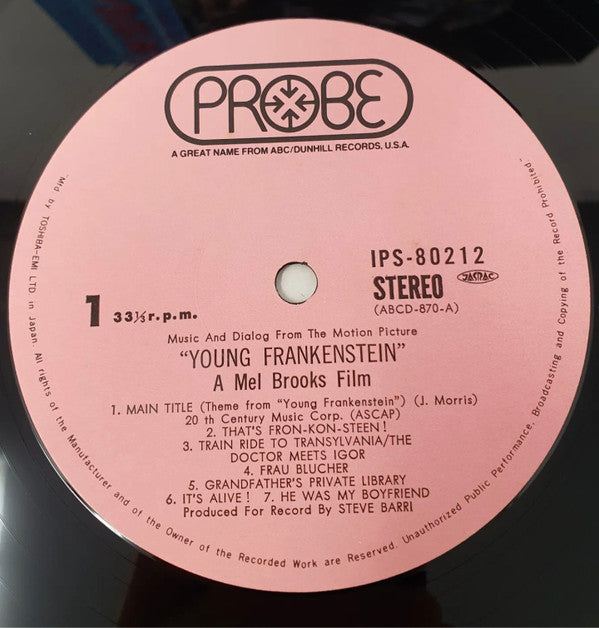 PROBE
A GREAT NAME FROM ABC/DUNHILL RECORDS, U.S.A.
IPS-80212
STEREO JASRAC
(ABCD-870-A)
1 33⅓ r.p.m.
Music And Dialog From The Motion Picture
“YOUNG FRANKENSTEIN”
A Mel Brooks Film
1. MAIN TITLE (Theme from “Young Frankenstein”) (J. Morris)
20 th Century Music Corp. (ASCAP)
2. THAT'S FRON-KON-STEEN!
3. TRAIN RIDE TO TRANSYLVANIA/THE
DOCTOR MEETS IGOR
4. FRAU BLUCHER
5. GRANDFATHER'S PRIVATE LIBRARY
6. IT'S ALIVE! 7. HE WAS MY BOYFRIEND
Produced For Record By STEVE BARRI
Mfd by TOSHIBA-EMI LTD. in Japan. All rights of the Manufacturer and of the Owner of the Recorded Work are Reserved. Unauthorized Public Performance, Broadcasting and Copying of the Record Prohibited.